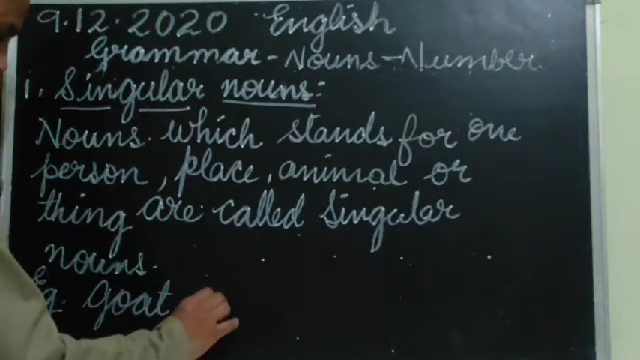 9.12.2020 English
Grammar - Nouns - Number
1. Singular nouns:
Nouns which stands for one
person, place, animal or
thing are called singular
nouns.
Eg. Goat